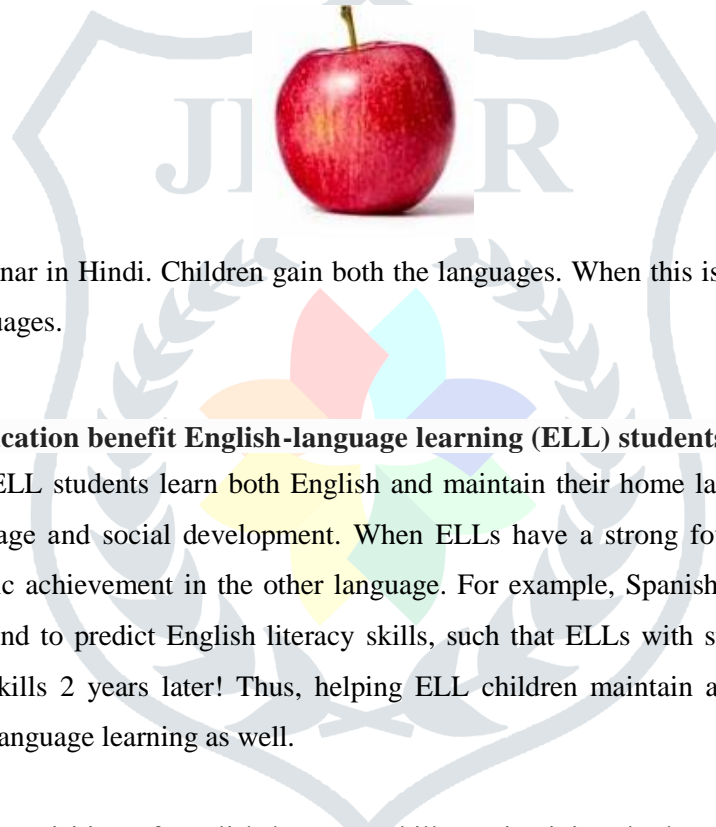 J R
nar in Hindi. Children gain both the languages. When this is
uages.
ication benefit English-language learning (ELL) students
ELL students learn both English and maintain their home la
age and social development. When ELLs have a strong fo
ic achievement in the other language. For example, Spanish
nd to predict English literacy skills, such that ELLs with s
kills 2 years later! Thus, helping ELL children maintain a
anguage learning as well.